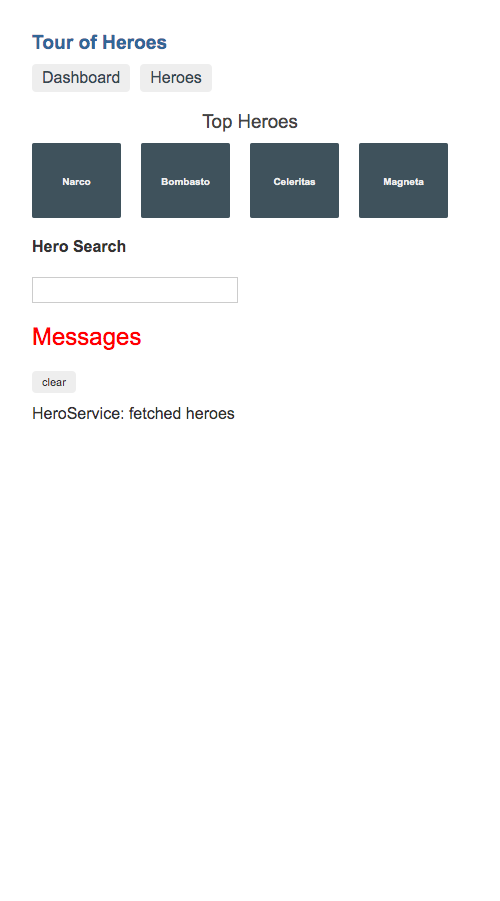 Tour of Heroes
Dashboard Heroes
Top Heroes
Narco Bombasto Celeritas Magneta
Hero Search
Messages
clear
HeroService: fetched heroes